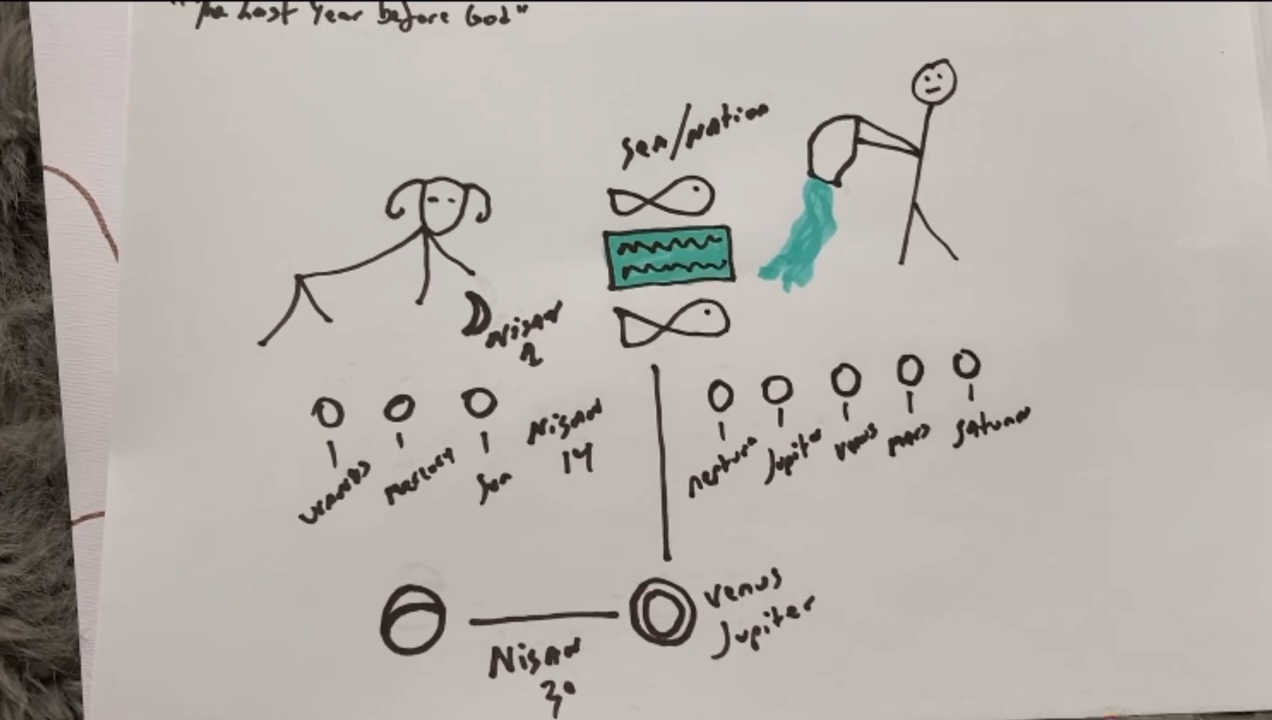 "The Last Year before God"
Sea/Nation
Nisan
2
Uranus
Mercury
Sun
Nisan
14
Neptune
Jupiter
Venus
Mars
Saturn
Venus
Jupiter
Nisan
30